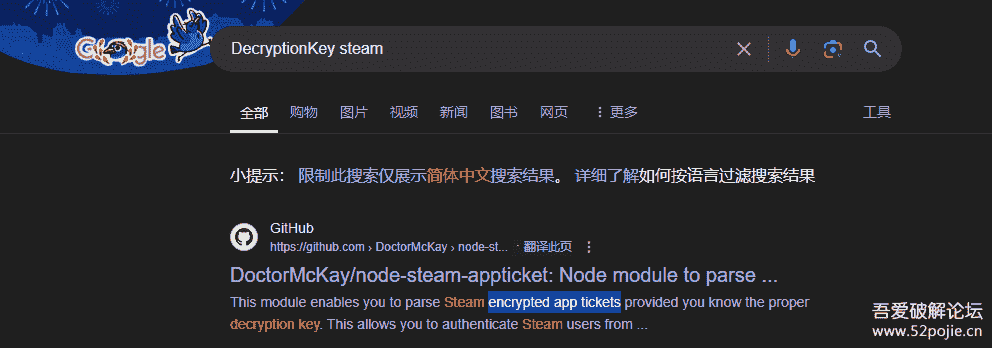 Google
DecryptionKey steam
全部 购物 图片 视频 新闻 图书 网页 更多 工具
小提示： 限制此搜索仅展示简体中文搜索结果。 详细了解如何按语言过滤搜索结果
GitHub
https://github.com › DoctorMcKay › node-st... · 翻译此页
DoctorMcKay/node-steam-appticket: Node module to parse ...
This module enables you to parse Steam encrypted app tickets provided you know the proper
decryption key. This allows you to authenticate Steam users from ...
吾爱破解论坛
www.52pojie.cn